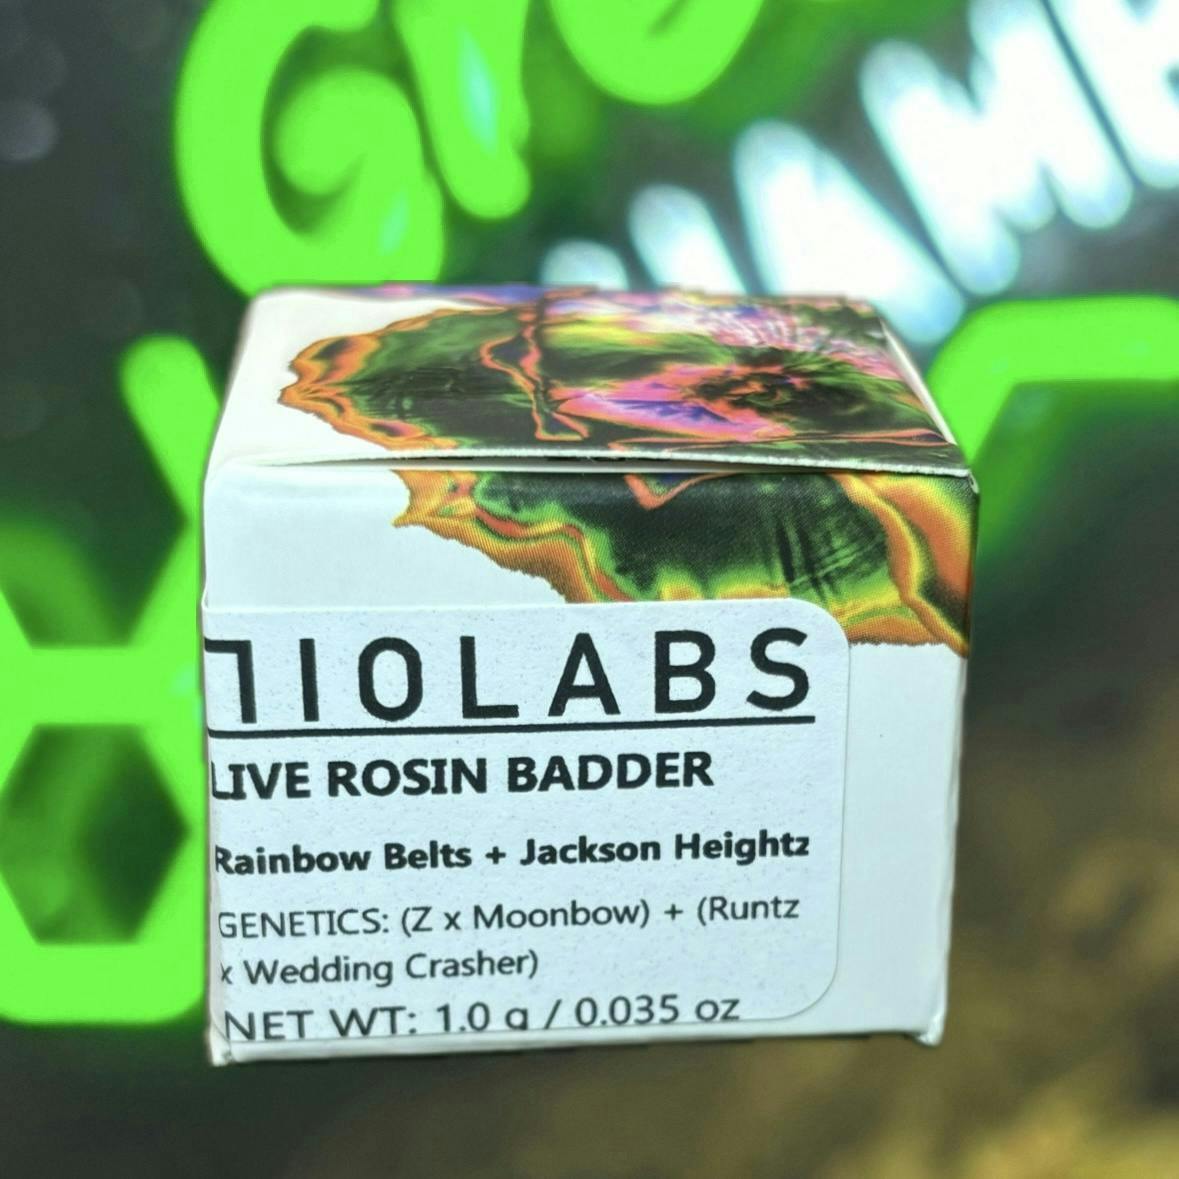 710LABS
LIVE ROSIN BADDER
Rainbow Belts + Jackson Heightz
GENETICS: (Z x Moonbow) + (Runtz
x Wedding Crasher)
NET WT: 1.0 g / 0.035 oz